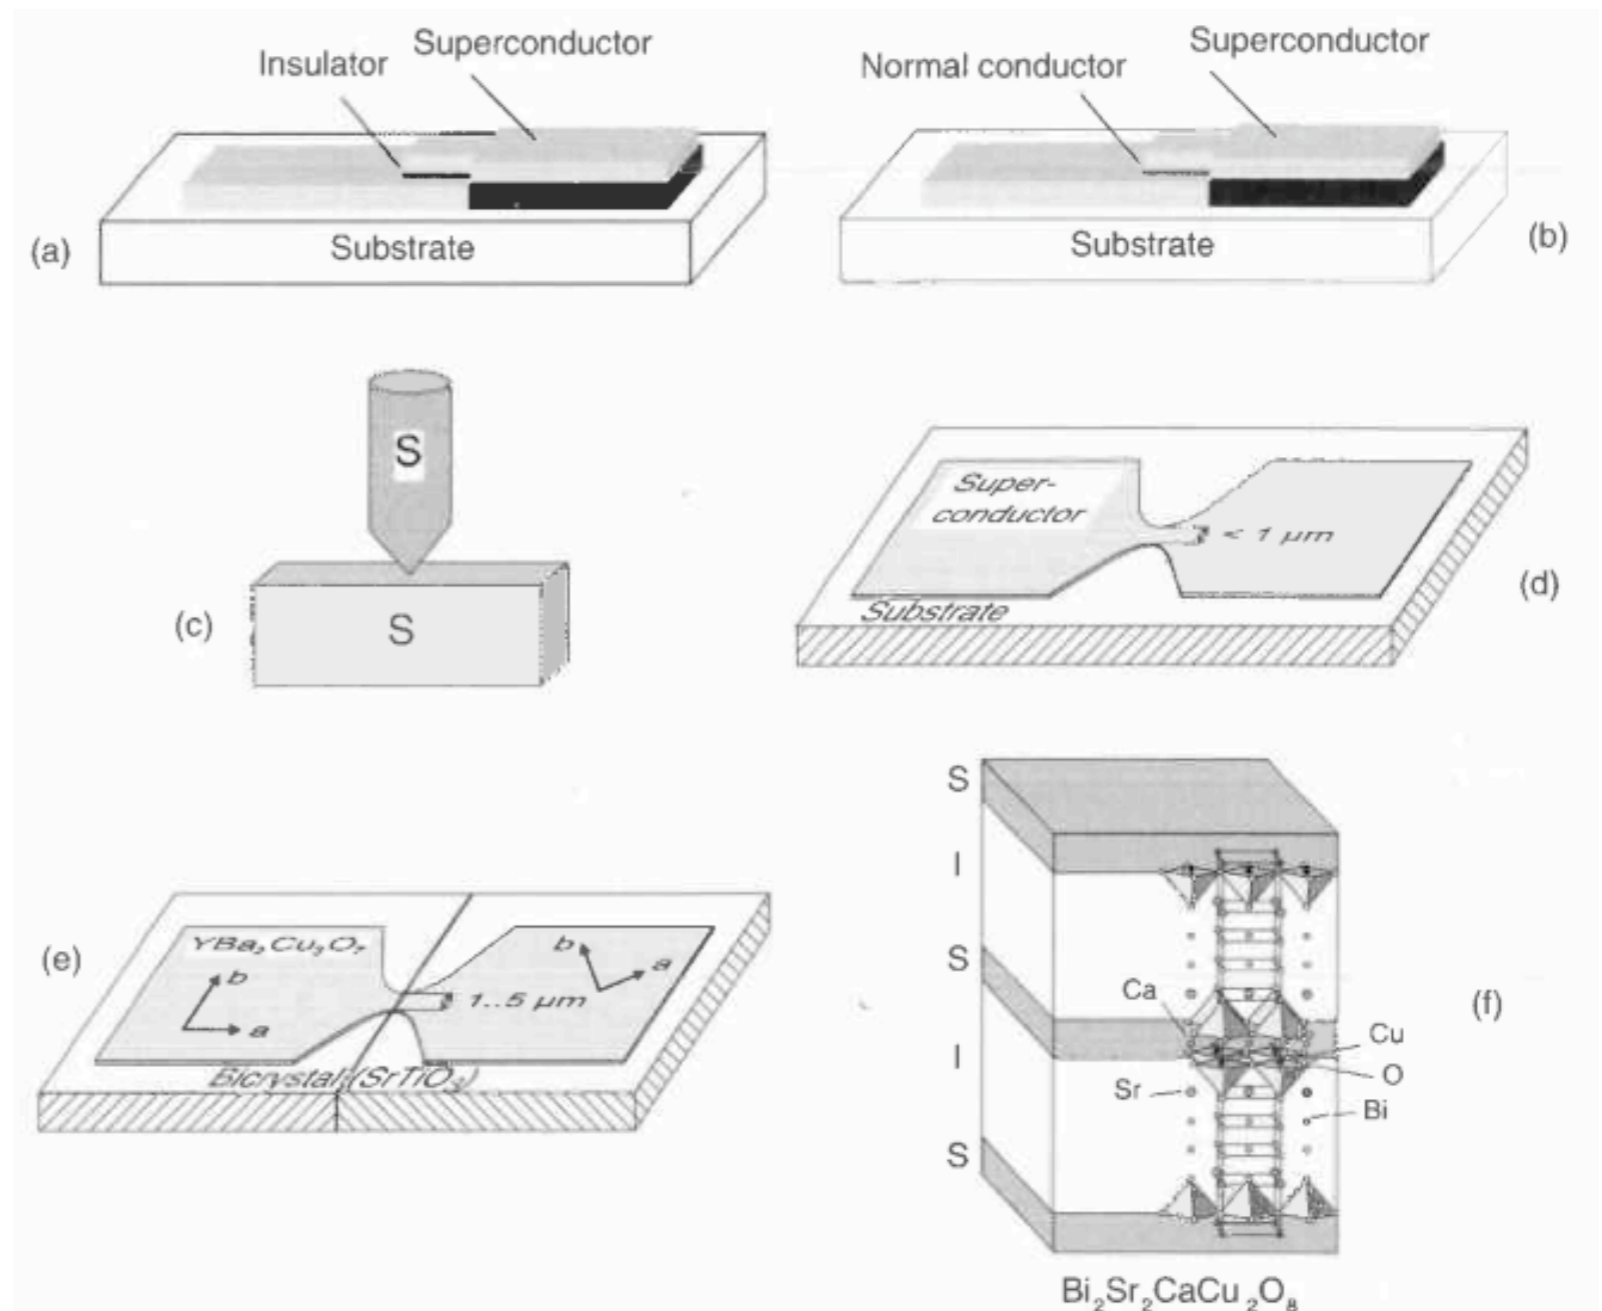 Insulator
Superconductor
Substrate
(a)
Normal conductor
Superconductor
Substrate
(b)
S
S
(c)
Super-
conductor
< 1 µm
Substrate
(d)
(e)
YBa₂Cu₃O₇
b
a
b
a
1..5 µm
Bicrystal (SrTiO₃)
S
I
S
I
S
Ca
Sr
Cu
O
Bi
(f)
Bi₂Sr₂CaCu₂O₈